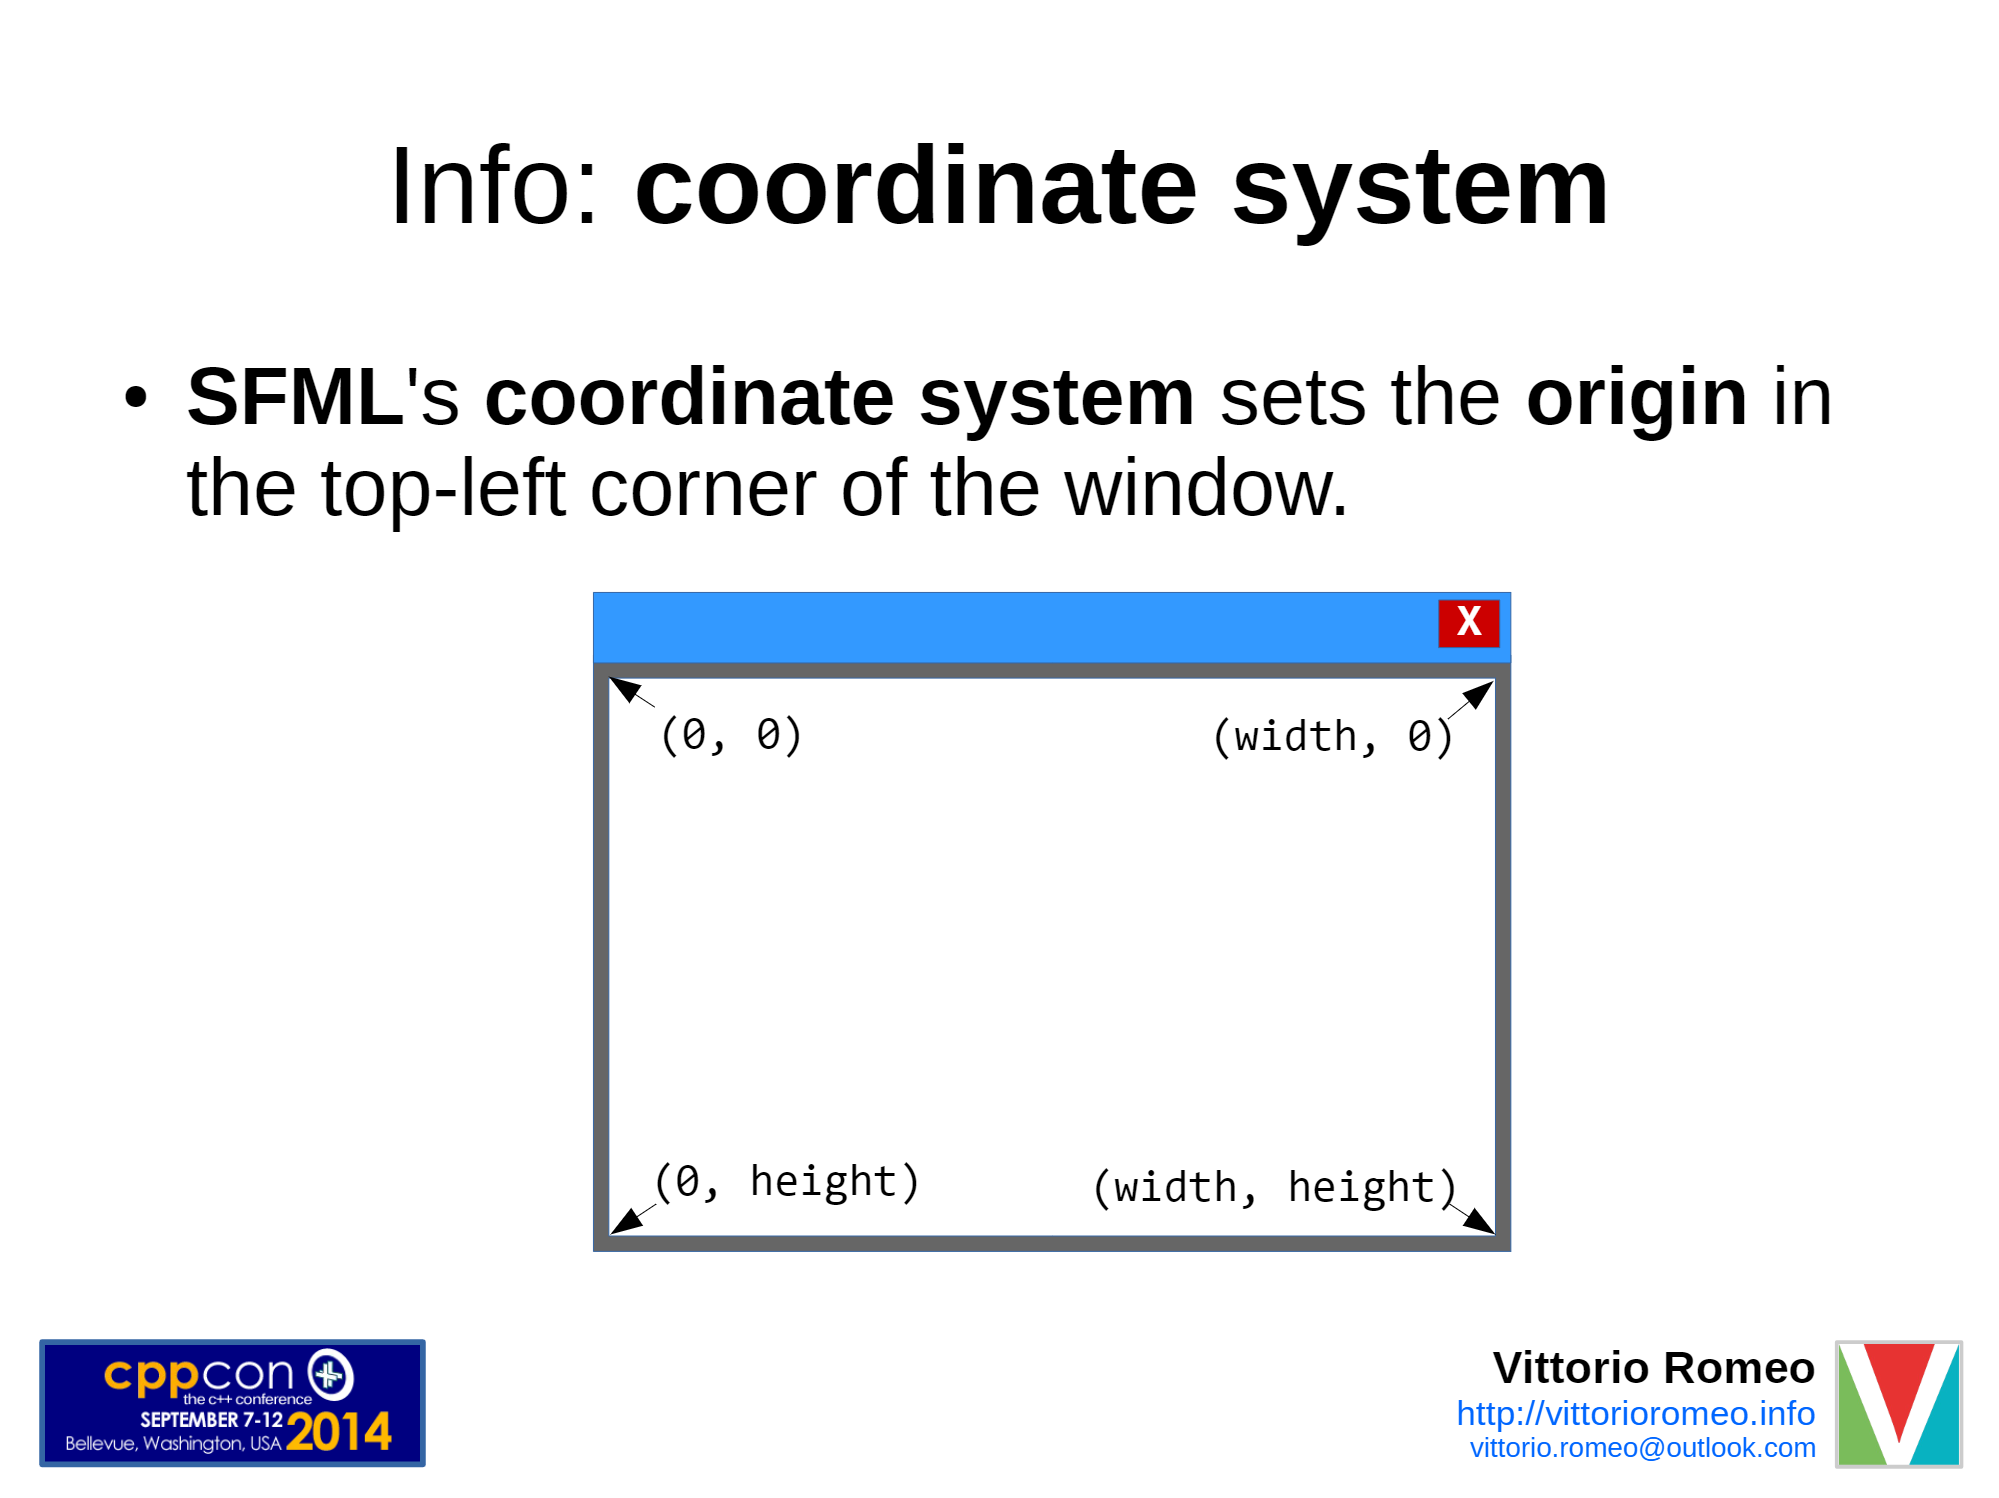 Info: coordinate system
• SFML's coordinate system sets the origin in
the top-left corner of the window.
X
(0, 0)
(width, 0)
(0, height)
(width, height)
cppcon
the c++ conference
SEPTEMBER 7-12
2014
Bellevue, Washington, USA
Vittorio Romeo
http://vittorioromeo.info
vittorio.romeo@outlook.com